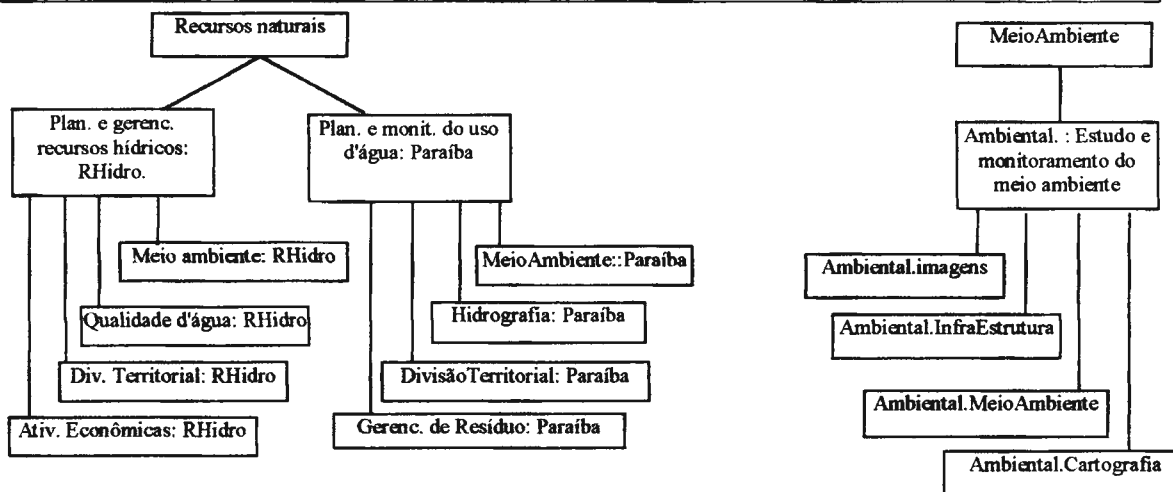 Recursos naturais
Plan. e gerenc.
recursos hídricos:
RHidro.
Plan. e monit. do uso
d'água: Paraíba
Meio ambiente: RHidro
Qualidade d'água: RHidro
Div. Territorial: RHidro
Ativ. Econômicas: RHidro
MeioAmbiente::Paraíba
Hidrografia: Paraíba
DivisãoTerritorial: Paraíba
Gerenc. de Resíduo: Paraíba
MeioAmbiente
Ambiental. : Estudo e
monitoramento do
meio ambiente
Ambiental.imagens
Ambiental.InfraEstrutura
Ambiental.MeioAmbiente
Ambiental.Cartografia